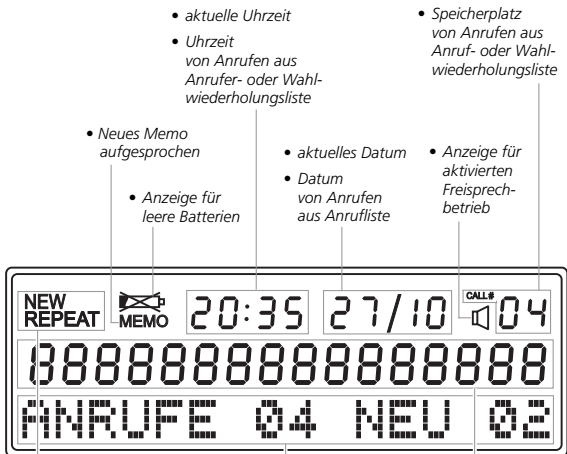 • aktuelle Uhrzeit
• Uhrzeit
von Anrufen aus
Anrufer- oder Wahl-
wiederholungsliste
• Speicherplatz
von Anrufen aus
Anruf- oder Wahl-
wiederholungsliste
• Neues Memo
aufgesprochen
• Anzeige für
leere Batterien
• aktuelles Datum
• Datum
von Anrufen
aus Anrufliste
• Anzeige für
aktivierten
Freisprech-
betrieb
NEW
REPEAT
MEMO
20:35
27/10
CALL#
04
8888888888888888
ANRUFE 04 NEU 02